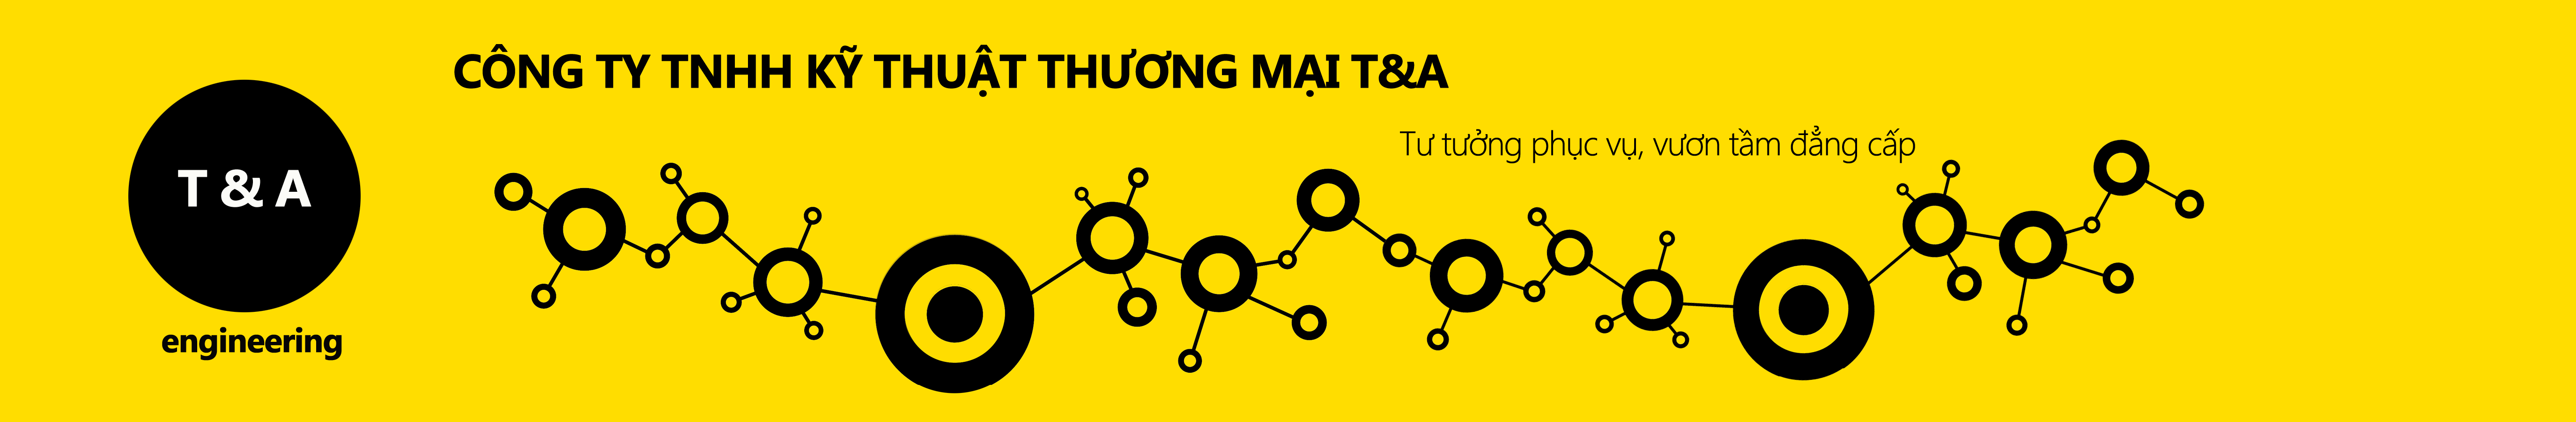 CÔNG TY TNHH KỸ THUẬT THƯƠNG MẠI T&A
Tư tưởng phục vụ, vươn tầm đẳng cấp
T & A
engineering